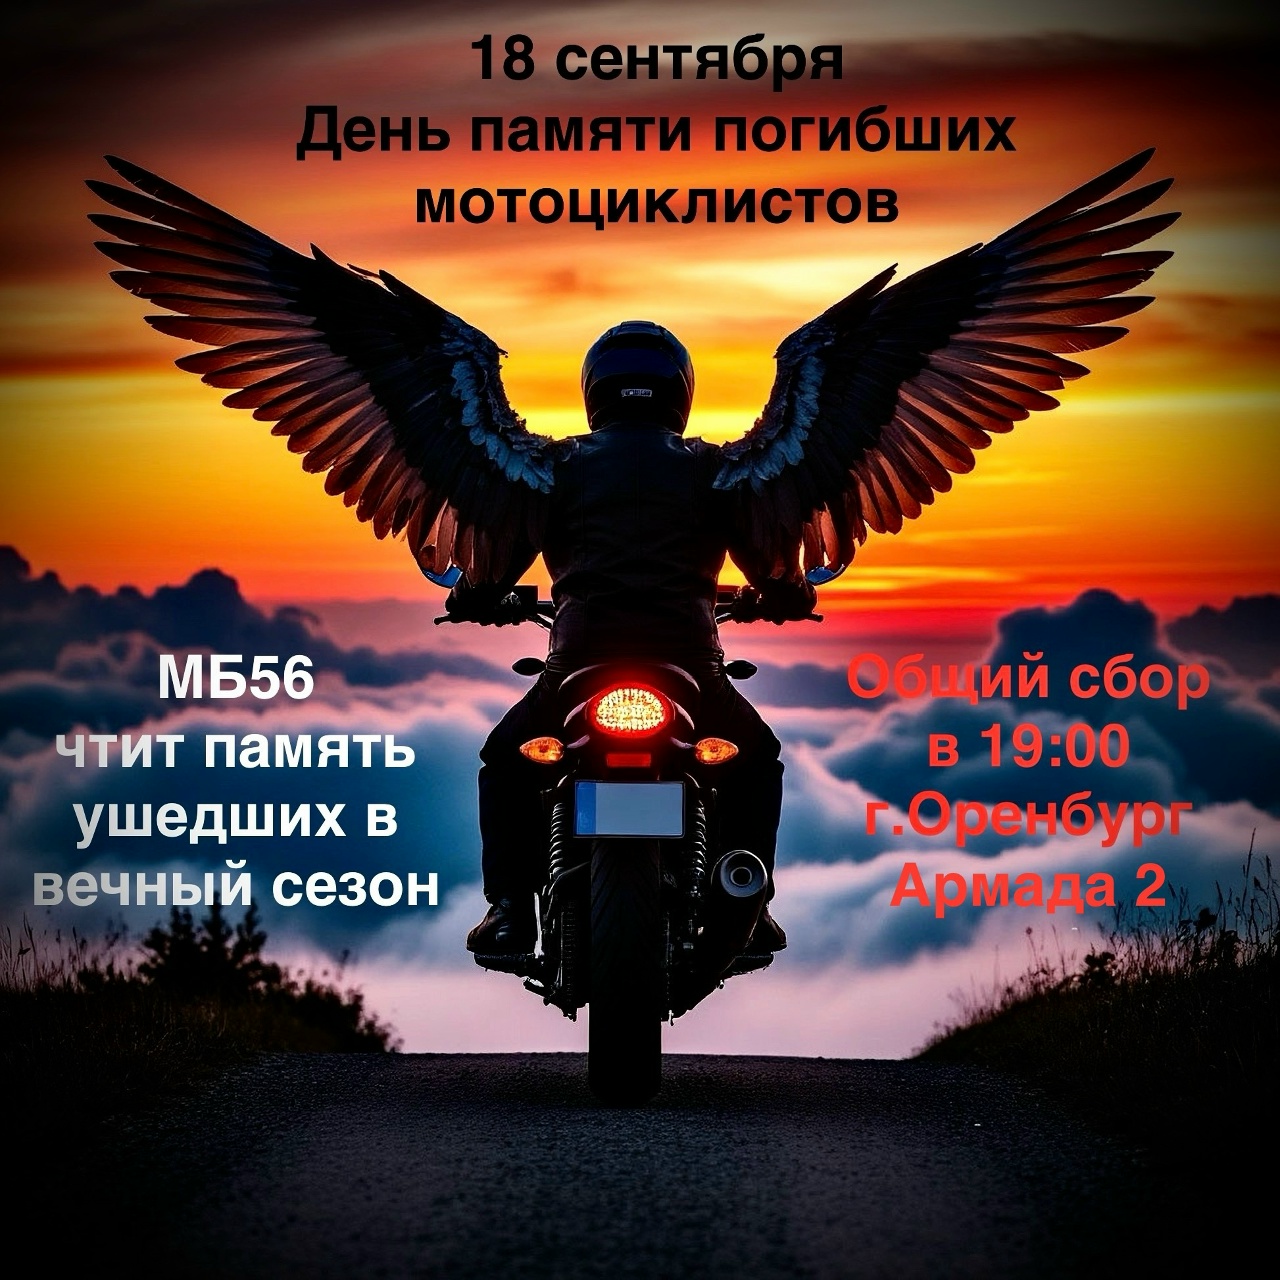 18 сентября
День памяти погибших
мотоциклистов
МБ56
чтит память
ушедших в
вечный сезон
Общий сбор
в 19:00
г.Оренбург
Армада 2